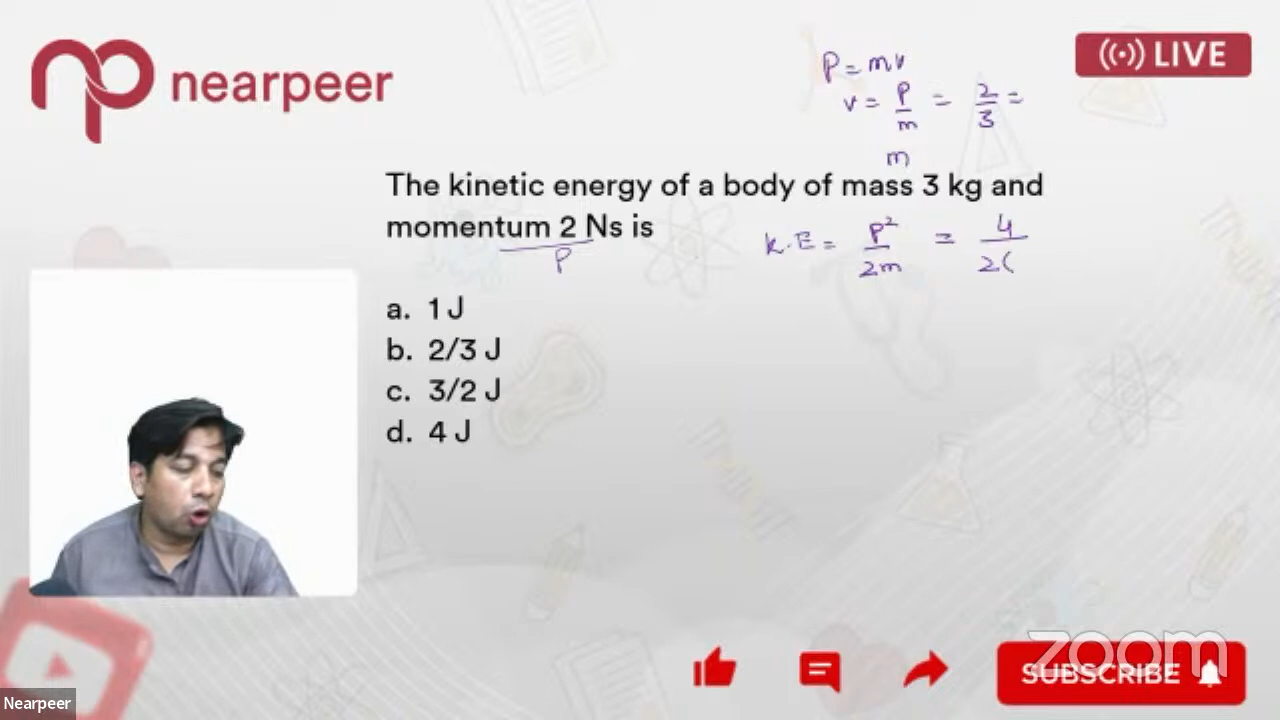 nearpeer
LIVE
P = mv
v = P/m = 2/3 =
m
The kinetic energy of a body of mass 3 kg and
momentum 2 Ns is
P
K.E = P²/2m = 4/2(
a. 1 J
b. 2/3 J
c. 3/2 J
d. 4 J
zoom
SUBSCRIBE
Nearpeer